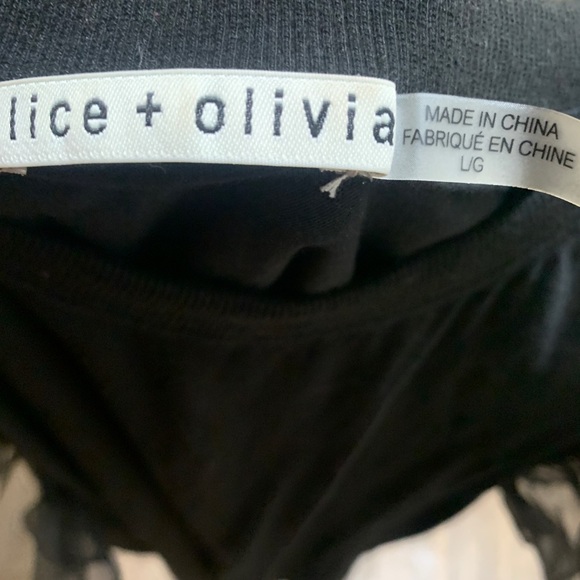 lice + olivia
MADE IN CHINA
FABRIQUÉ EN CHINE
L/G